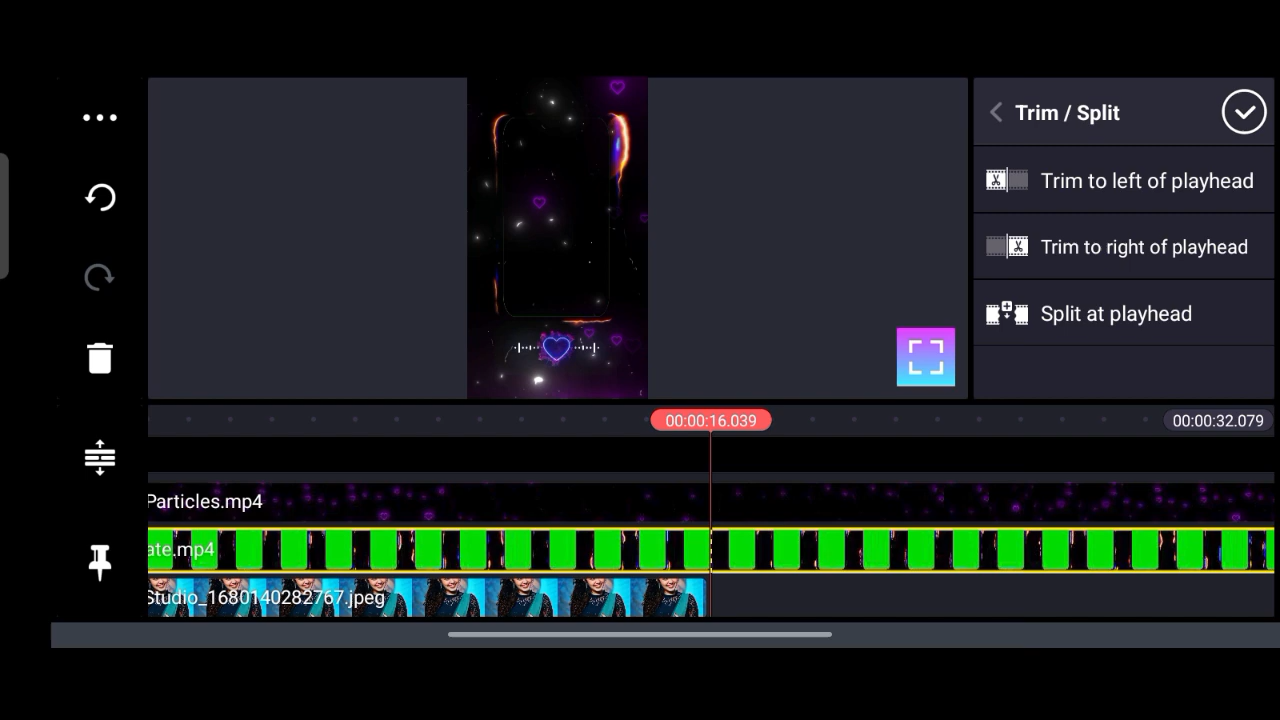 Trim / Split
Trim to left of playhead
Trim to right of playhead
Split at playhead
00:00:16.039
00:00:32.079
Particles.mp4
ate.mp4
Studio_1680140282767.jpeg